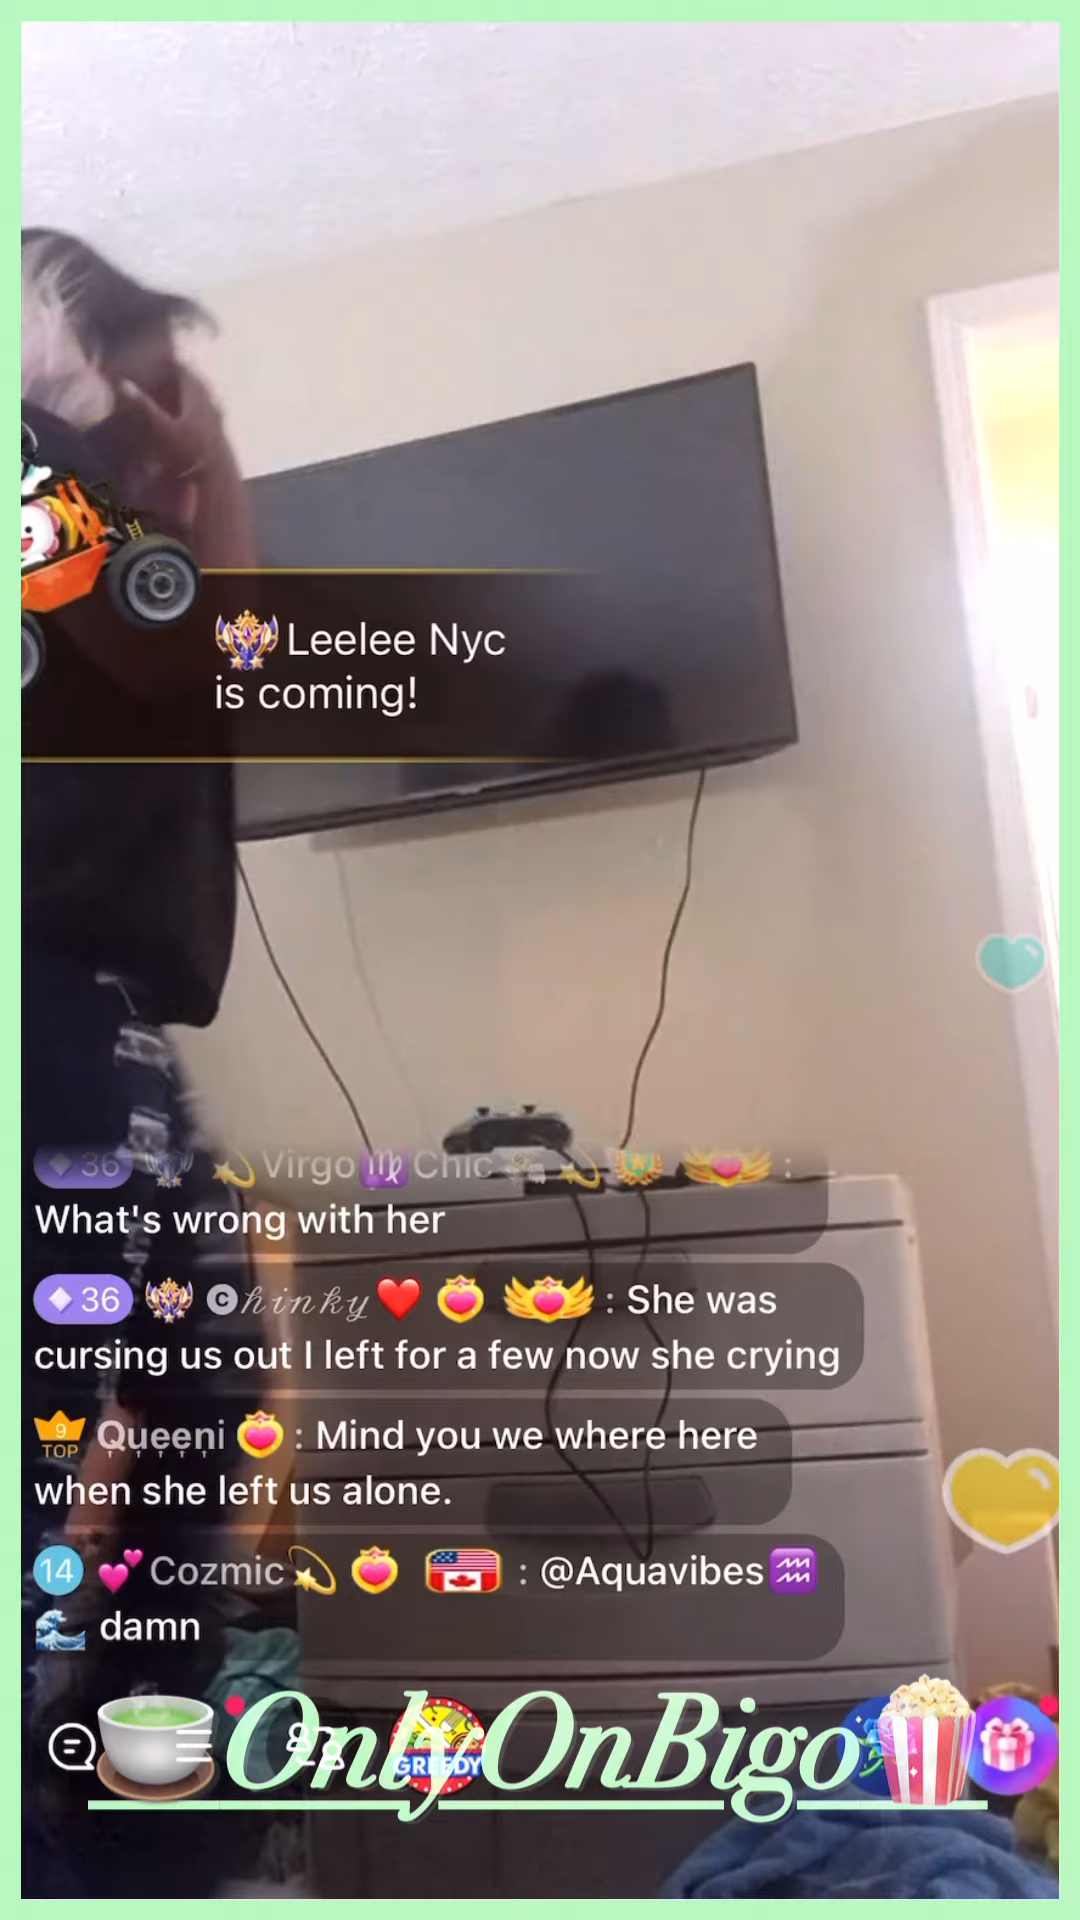 Leelee Nyc
is coming!
36 💫Virgo♍Chic 💫 :
What's wrong with her
36 🅒𝒽𝒾𝓃𝓀𝓎❤️ : She was
cursing us out I left for a few now she crying
9 TOP Queeni : Mind you we where here
when she left us alone.
14 💕Cozmic💫 : @Aquavibes♒
🌊 damn
🍵OnlyOnBigo🍿
GREEDY